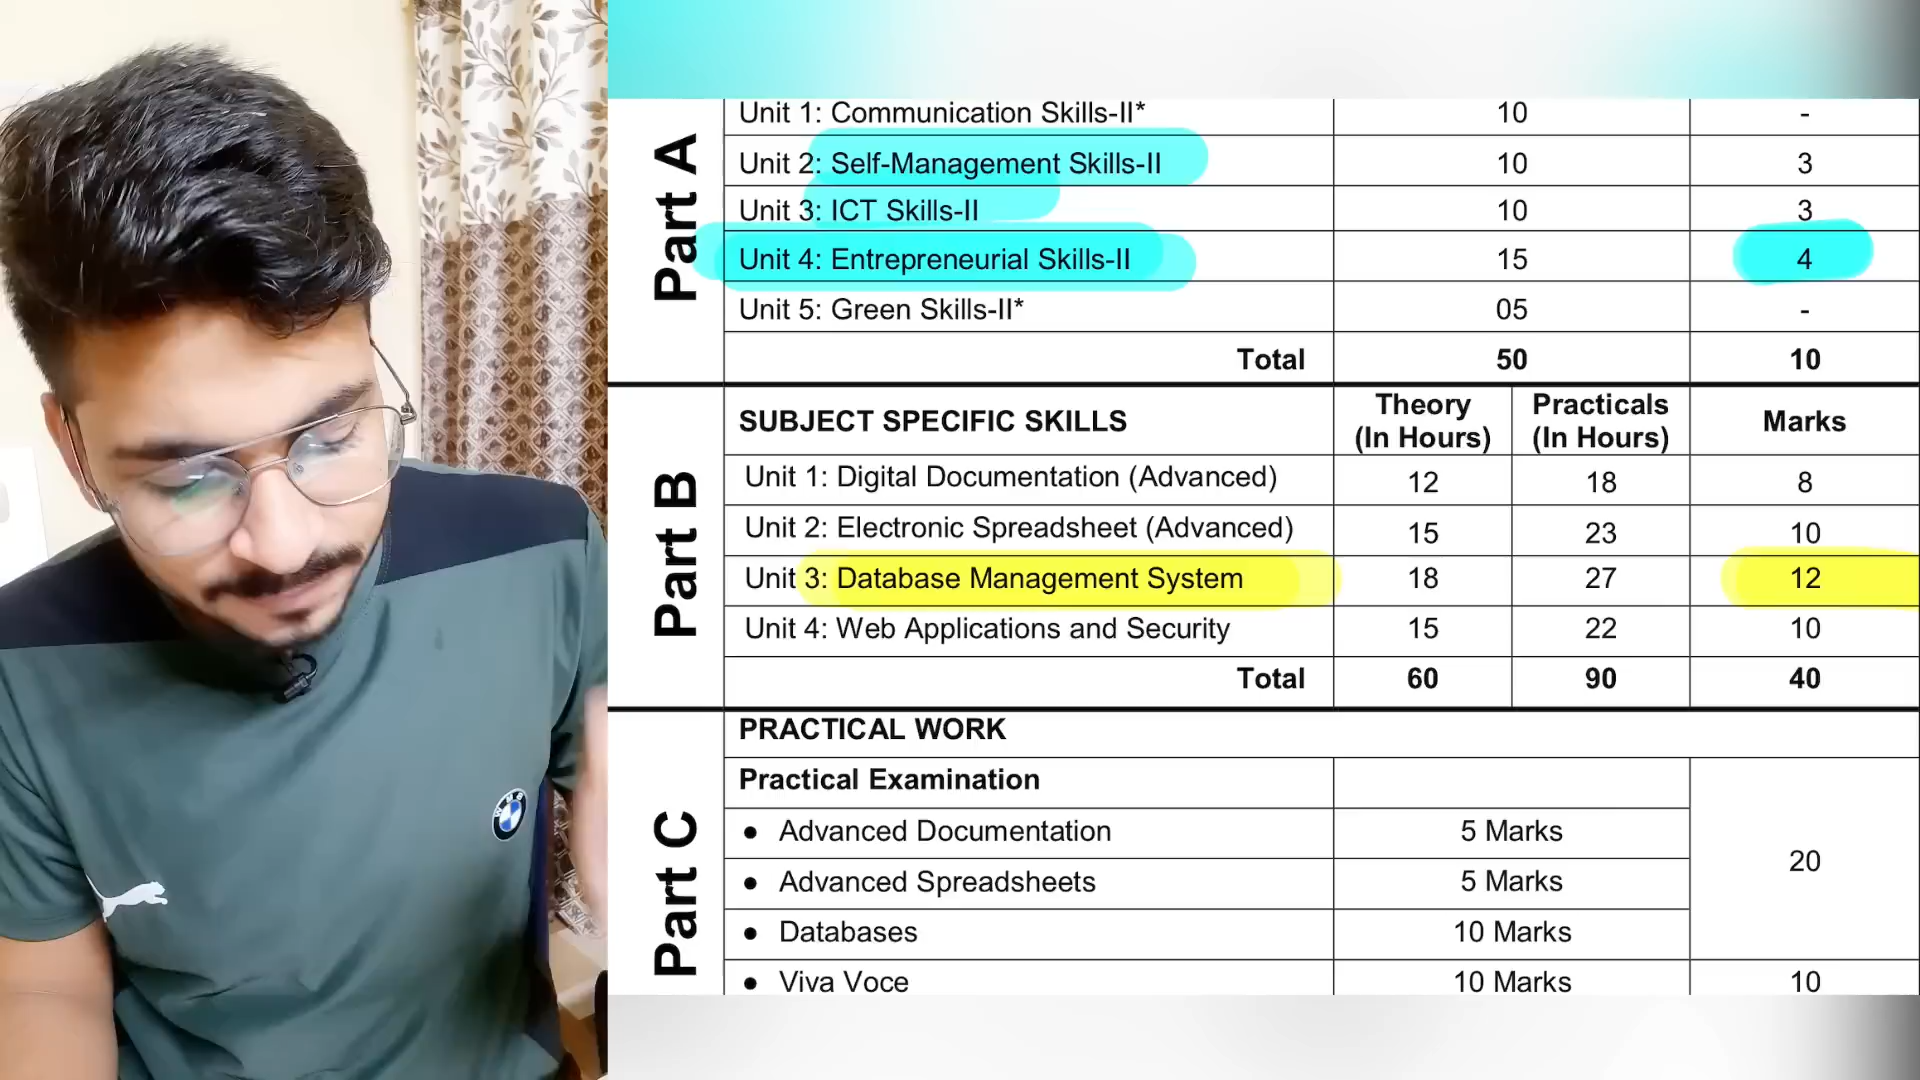 Part A
Unit 1: Communication Skills-II* 10 -
Unit 2: Self-Management Skills-II 10 3
Unit 3: ICT Skills-II 10 3
Unit 4: Entrepreneurial Skills-II 15 4
Unit 5: Green Skills-II* 05 -
Total 50 10
Part B
SUBJECT SPECIFIC SKILLS Theory (In Hours) Practicals (In Hours) Marks
Unit 1: Digital Documentation (Advanced) 12 18 8
Unit 2: Electronic Spreadsheet (Advanced) 15 23 10
Unit 3: Database Management System 18 27 12
Unit 4: Web Applications and Security 15 22 10
Total 60 90 40
Part C
PRACTICAL WORK
Practical Examination
• Advanced Documentation 5 Marks
20
• Advanced Spreadsheets 5 Marks
• Databases 10 Marks
• Viva Voce 10 Marks 10
BMW